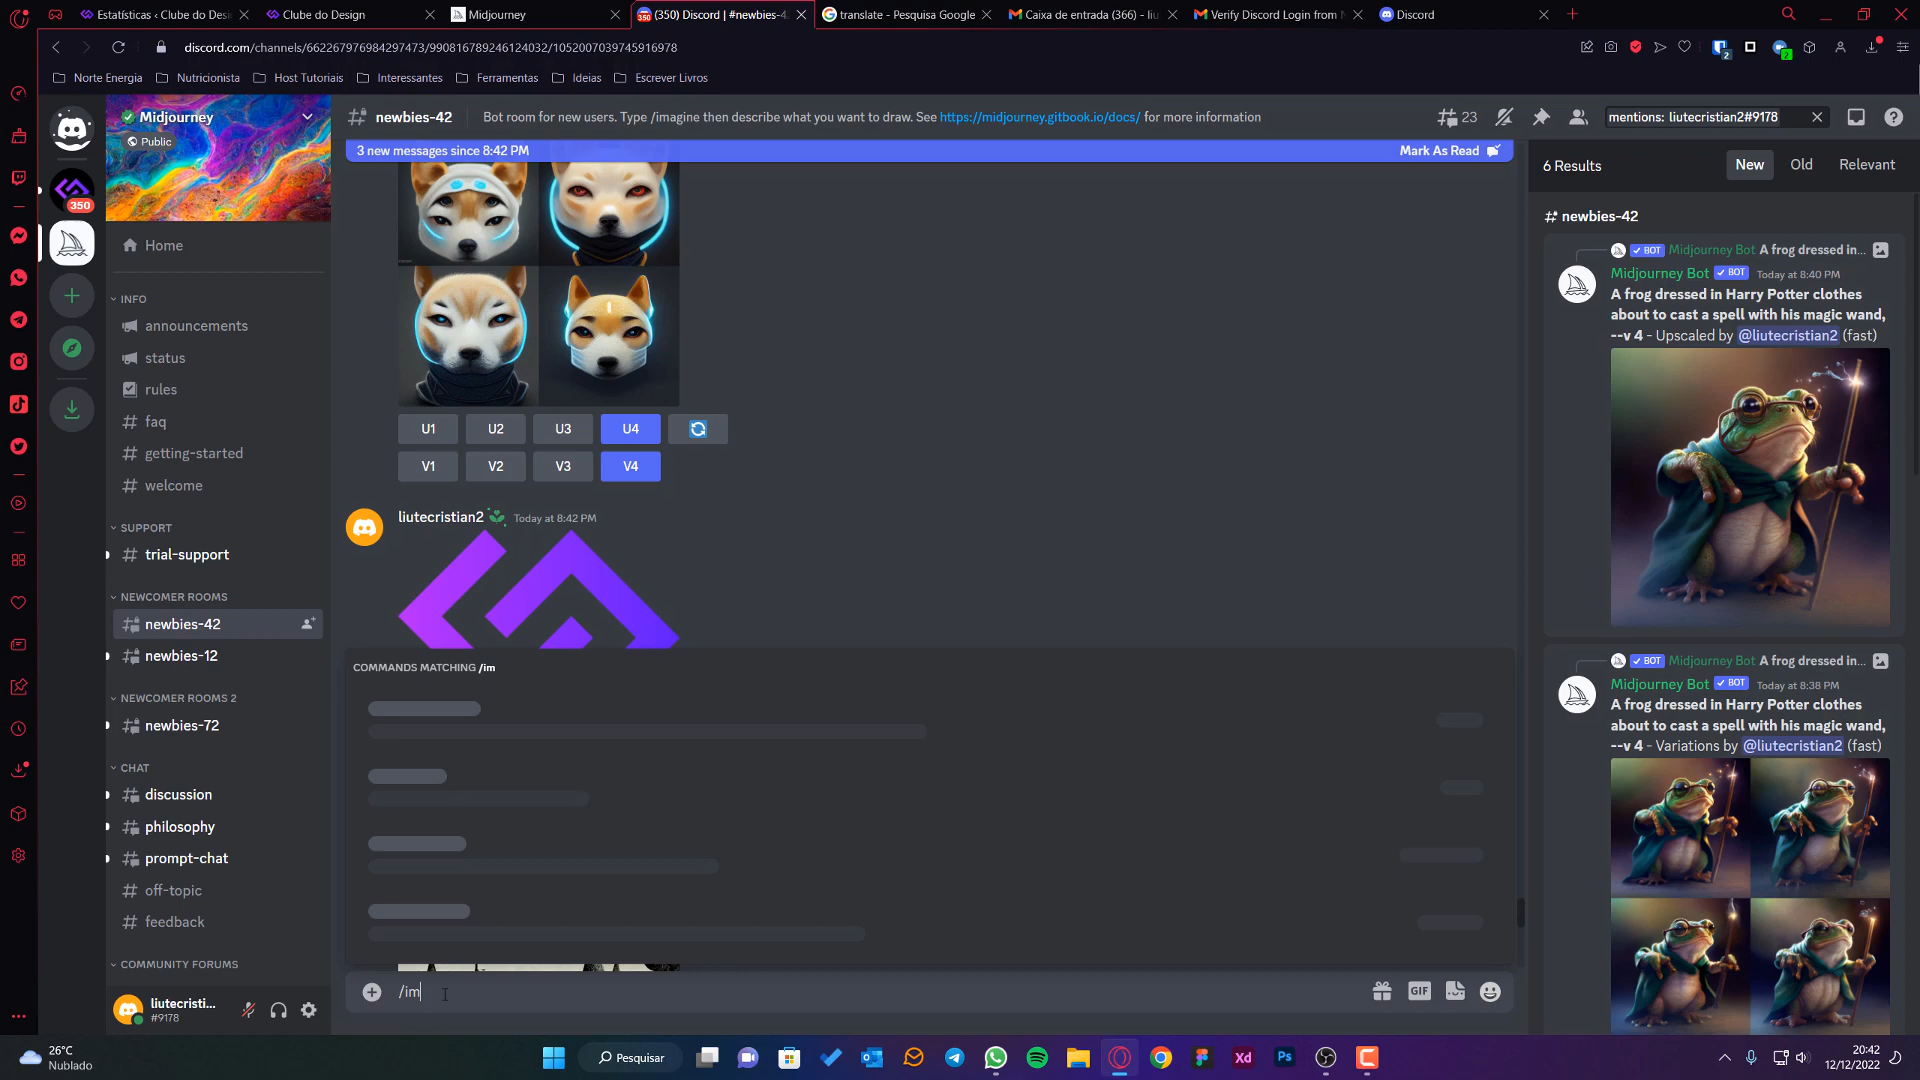 Estatísticas ‹ Clube do Desi
Clube do Design
Midjourney
(350) Discord | #newbies-4
translate - Pesquisa Google
Caixa de entrada (366) - liu
Verify Discord Login from N
Discord
discord.com/channels/662267976984297473/990816789246124032/1052007039745916978
2
2
Norte Energia
Nutricionista
Host Tutoriais
Interessantes
Ferramentas
Ideias
Escrever Livros
Midjourney
Public
newbies-42
Bot room for new users. Type /imagine then describe what you want to draw. See https://midjourney.gitbook.io/docs/ for more information
23
mentions: liutecristian2#9178
3 new messages since 8:42 PM
Mark As Read
350
Home
INFO
announcements
status
rules
faq
getting-started
welcome
SUPPORT
trial-support
NEWCOMER ROOMS
newbies-42
newbies-12
NEWCOMER ROOMS 2
newbies-72
CHAT
discussion
philosophy
prompt-chat
off-topic
feedback
COMMUNITY FORUMS
liutecristi...
#9178
U1 U2 U3 U4
V1 V2 V3 V4
liutecristian2 Today at 8:42 PM
COMMANDS MATCHING /im
/im
GIF
6 Results
New
Old
Relevant
newbies-42
BOT Midjourney Bot A frog dressed in...
Midjourney Bot BOT Today at 8:40 PM
A frog dressed in Harry Potter clothes
about to cast a spell with his magic wand,
--v 4 - Upscaled by @liutecristian2 (fast)
BOT Midjourney Bot A frog dressed in...
Midjourney Bot BOT Today at 8:38 PM
A frog dressed in Harry Potter clothes
about to cast a spell with his magic wand,
--v 4 - Variations by @liutecristian2 (fast)
26°C
Nublado
Pesquisar
Xd
Ps
20:42
12/12/2022